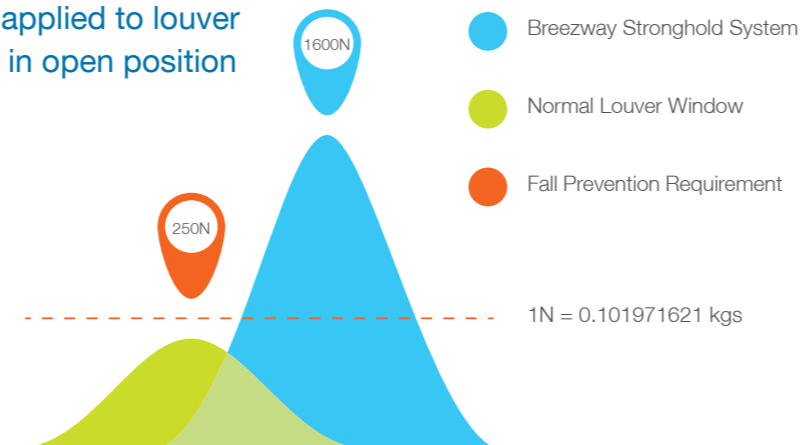 applied to louver
in open position
1600N
250N
Breezway Stronghold System
Normal Louver Window
Fall Prevention Requirement
1N = 0.101971621 kgs